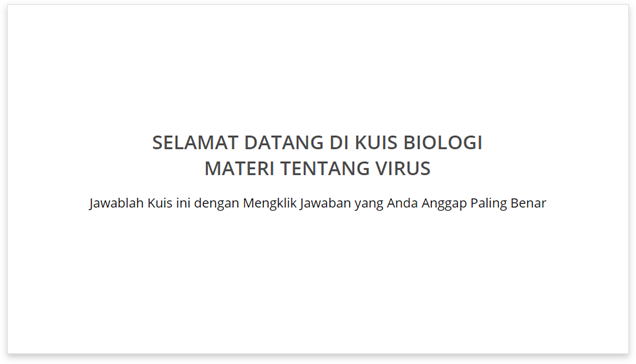 SELAMAT DATANG DI KUIS BIOLOGI
MATERI TENTANG VIRUS
Jawablah Kuis ini dengan Mengklik Jawaban yang Anda Anggap Paling Benar